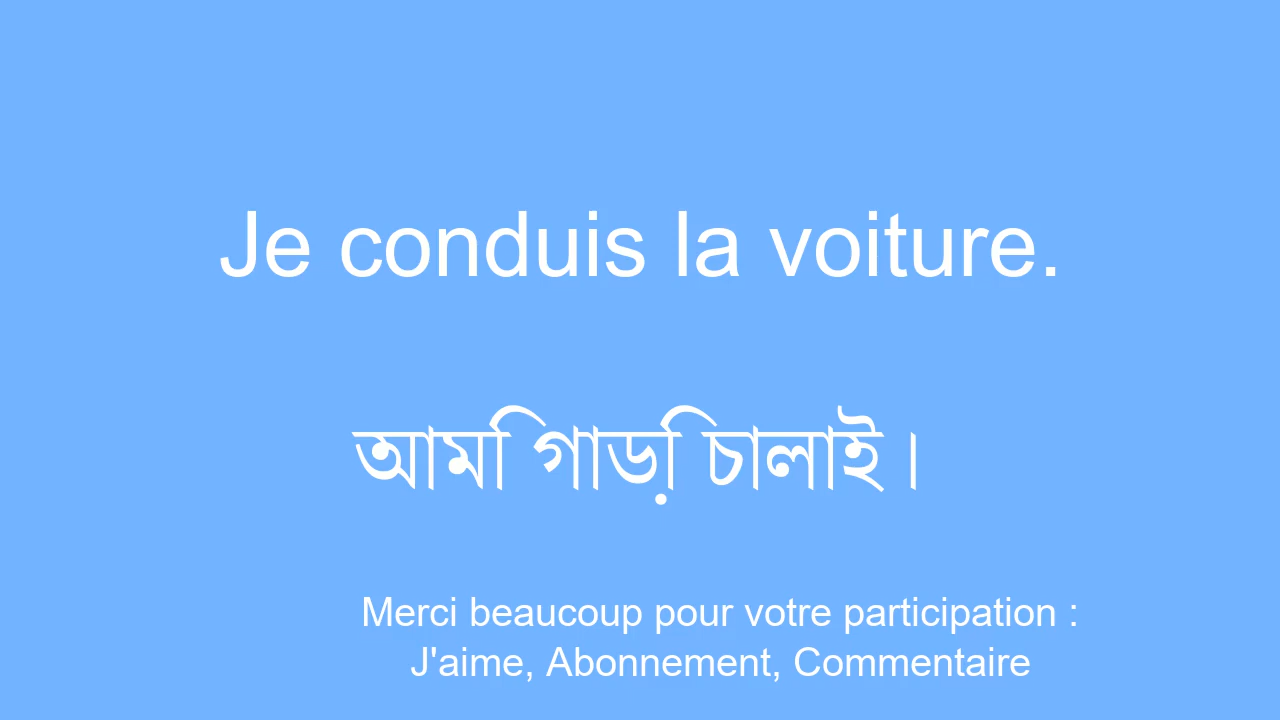 Je conduis la voiture.
আমি গাড়ি চালাই।
Merci beaucoup pour votre participation :
J'aime, Abonnement, Commentaire